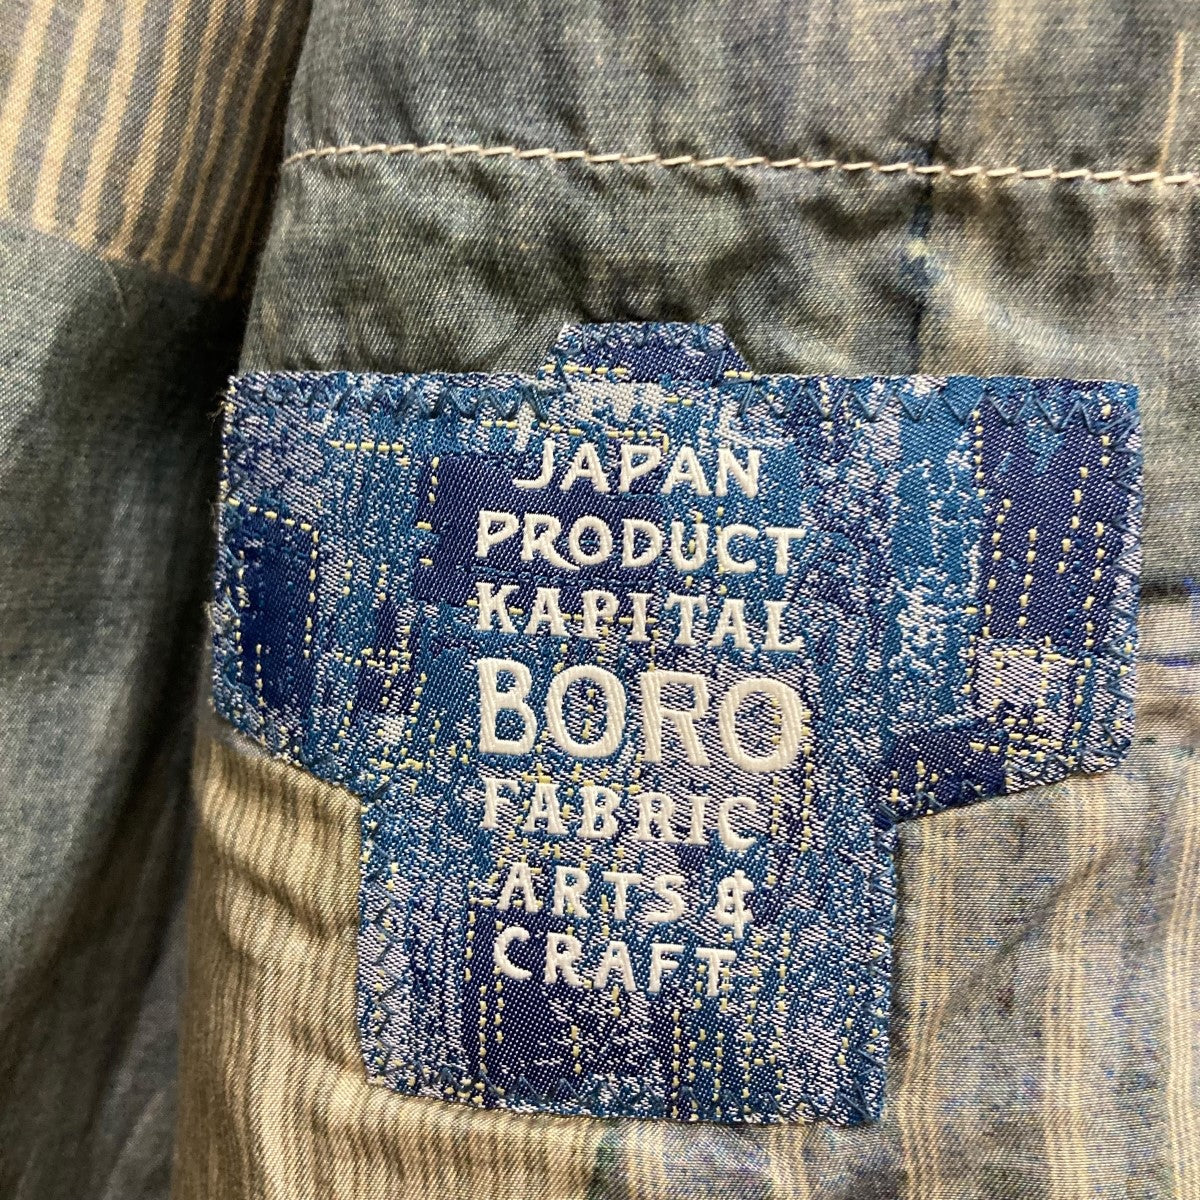 JAPAN
PRODUCT
KAPITAL
BORO
FABRIC
ARTS &
CRAFT